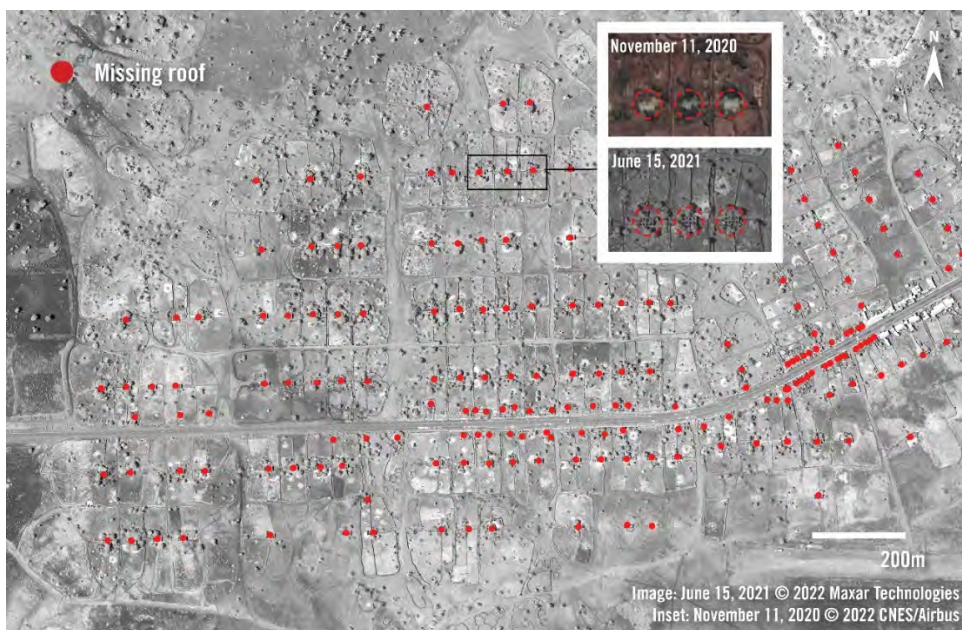 Missing roof
November 11, 2020
June 15, 2021
N
200m
Image: June 15, 2021 © 2022 Maxar Technologies
Inset: November 11, 2020 © 2022 CNES/Airbus